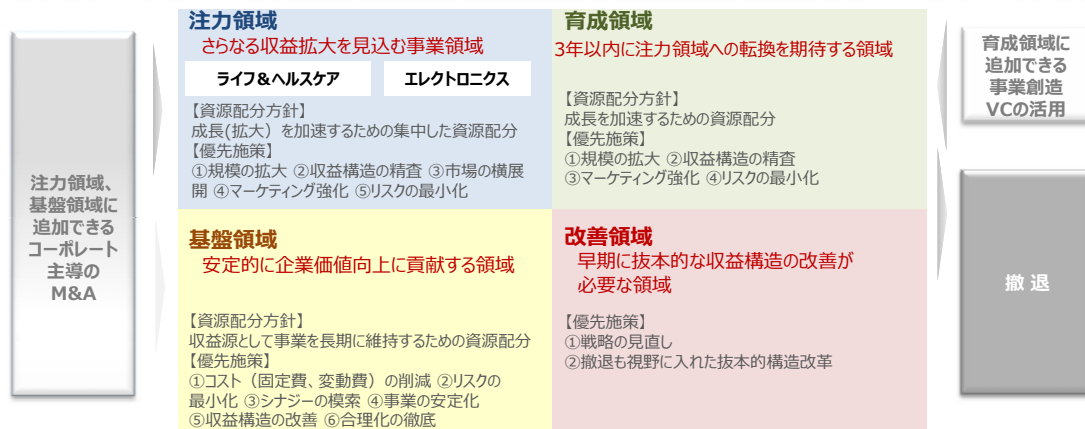 注力領域、
基盤領域に
追加できる
コーポレート
主導の
M&A
注力領域
さらなる収益拡大を見込む事業領域
ライフ&ヘルスケア
エレクトロニクス
【資源配分方針】
成長(拡大）を加速するための集中した資源配分
【優先施策】
①規模の拡大 ②収益構造の精査 ③市場の横展
開 ④マーケティング強化 ⑤リスクの最小化
育成領域
3年以内に注力領域への転換を期待する領域
【資源配分方針】
成長を加速するための資源配分
【優先施策】
①規模の拡大 ②収益構造の精査
③マーケティング強化 ④リスクの最小化
基盤領域
安定的に企業価値向上に貢献する領域
【資源配分方針】
収益源として事業を長期に維持するための資源配分
【優先施策】
①コスト（固定費、変動費）の削減 ②リスクの
最小化 ③シナジーの模索 ④事業の安定化
⑤収益構造の改善 ⑥合理化の徹底
改善領域
早期に抜本的な収益構造の改善が
必要な領域
【優先施策】
①戦略の見直し
②撤退も視野に入れた抜本的構造改革
育成領域に
追加できる
事業創造
VCの活用
撤 退